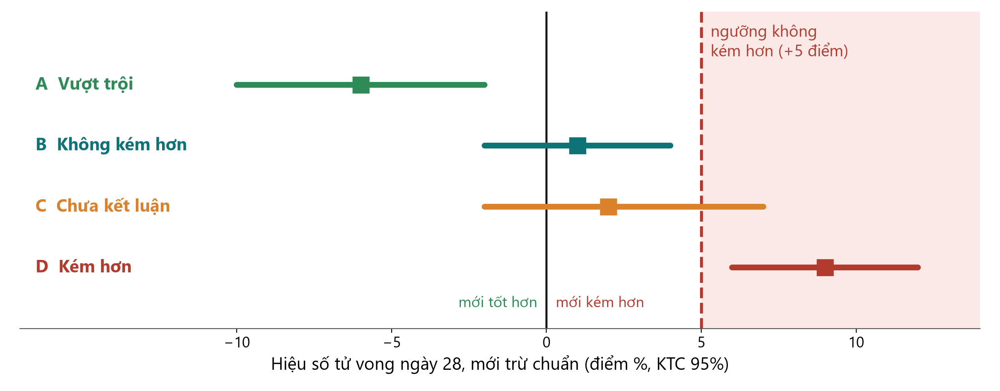 ngưỡng không
kém hơn (+5 điểm)
A Vượt trội
B Không kém hơn
C Chưa kết luận
D Kém hơn
mới tốt hơn mới kém hơn
−10 −5 0 5 10
Hiệu số tử vong ngày 28, mới trừ chuẩn (điểm %, KTC 95%)